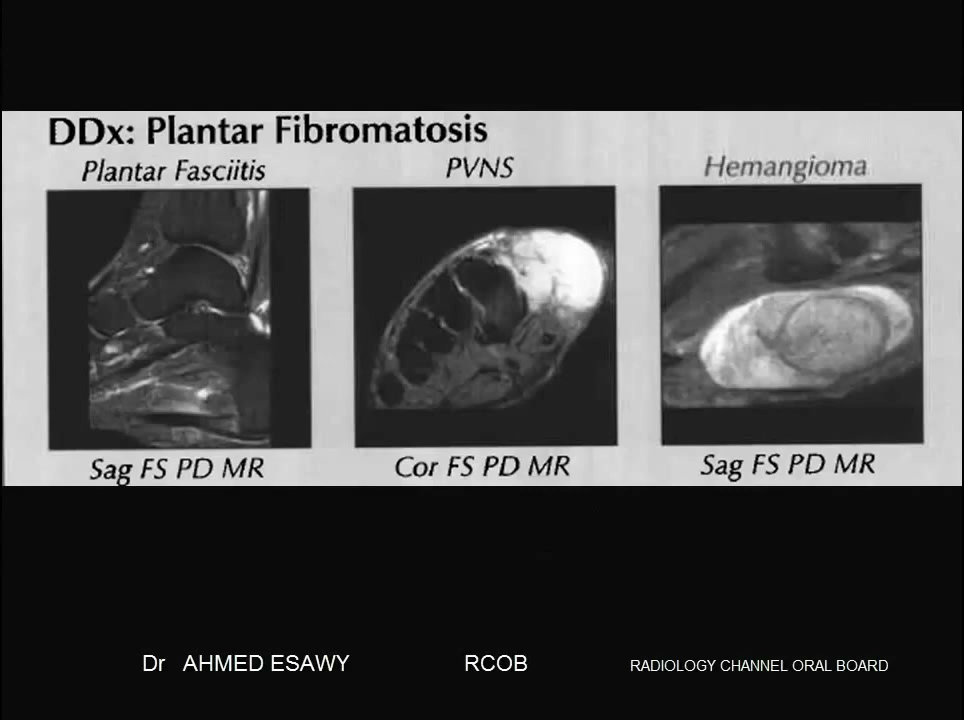 DDx: Plantar Fibromatosis
Plantar Fasciitis PVNS Hemangioma
Sag FS PD MR Cor FS PD MR Sag FS PD MR
Dr AHMED ESAWY RCOB RADIOLOGY CHANNEL ORAL BOARD